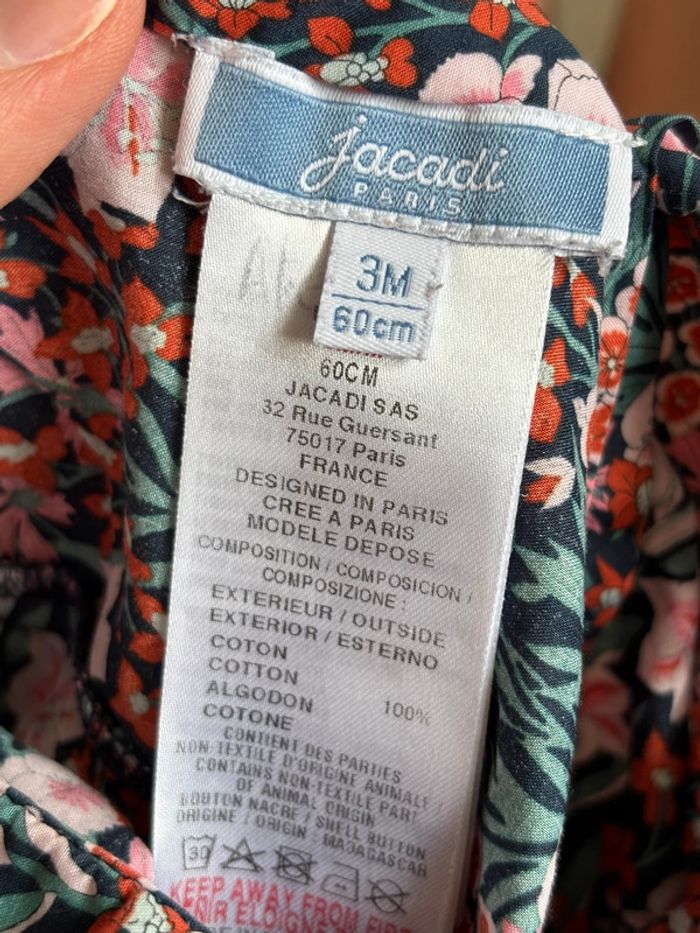 jacadi
PARIS
3M
60cm
60CM
JACADI SAS
32 Rue Guersant
75017 Paris
FRANCE
DESIGNED IN PARIS
CREE A PARIS
MODELE DEPOSE
COMPOSITION / COMPOSICION /
COMPOSIZIONE :
EXTERIEUR / OUTSIDE
EXTERIOR / ESTERNO
COTON
COTTON
ALGODON 100%
COTONE
CONTIENT DES PARTIES
NON-TEXTILE D'ORIGINE ANIMALE
CONTAINS NON-TEXTILE PART
OF ANIMAL ORIGIN
BOUTON NACRE / SHELL BUTTON
ORIGINE / ORIGIN MADAGASCAR
30
KEEP AWAY FROM FIRE